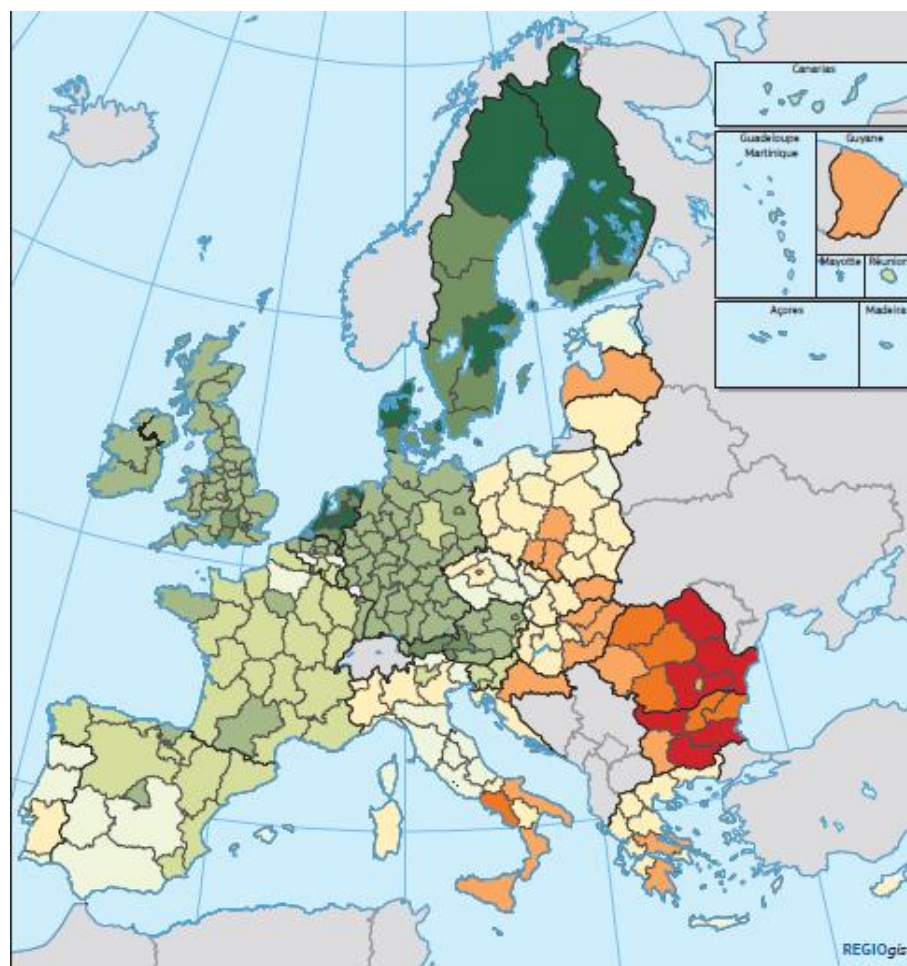 Canarias
Guadeloupe
Martinique
Guyane
Mayotte
Réunion
Açores
Madeira
REGIOgis